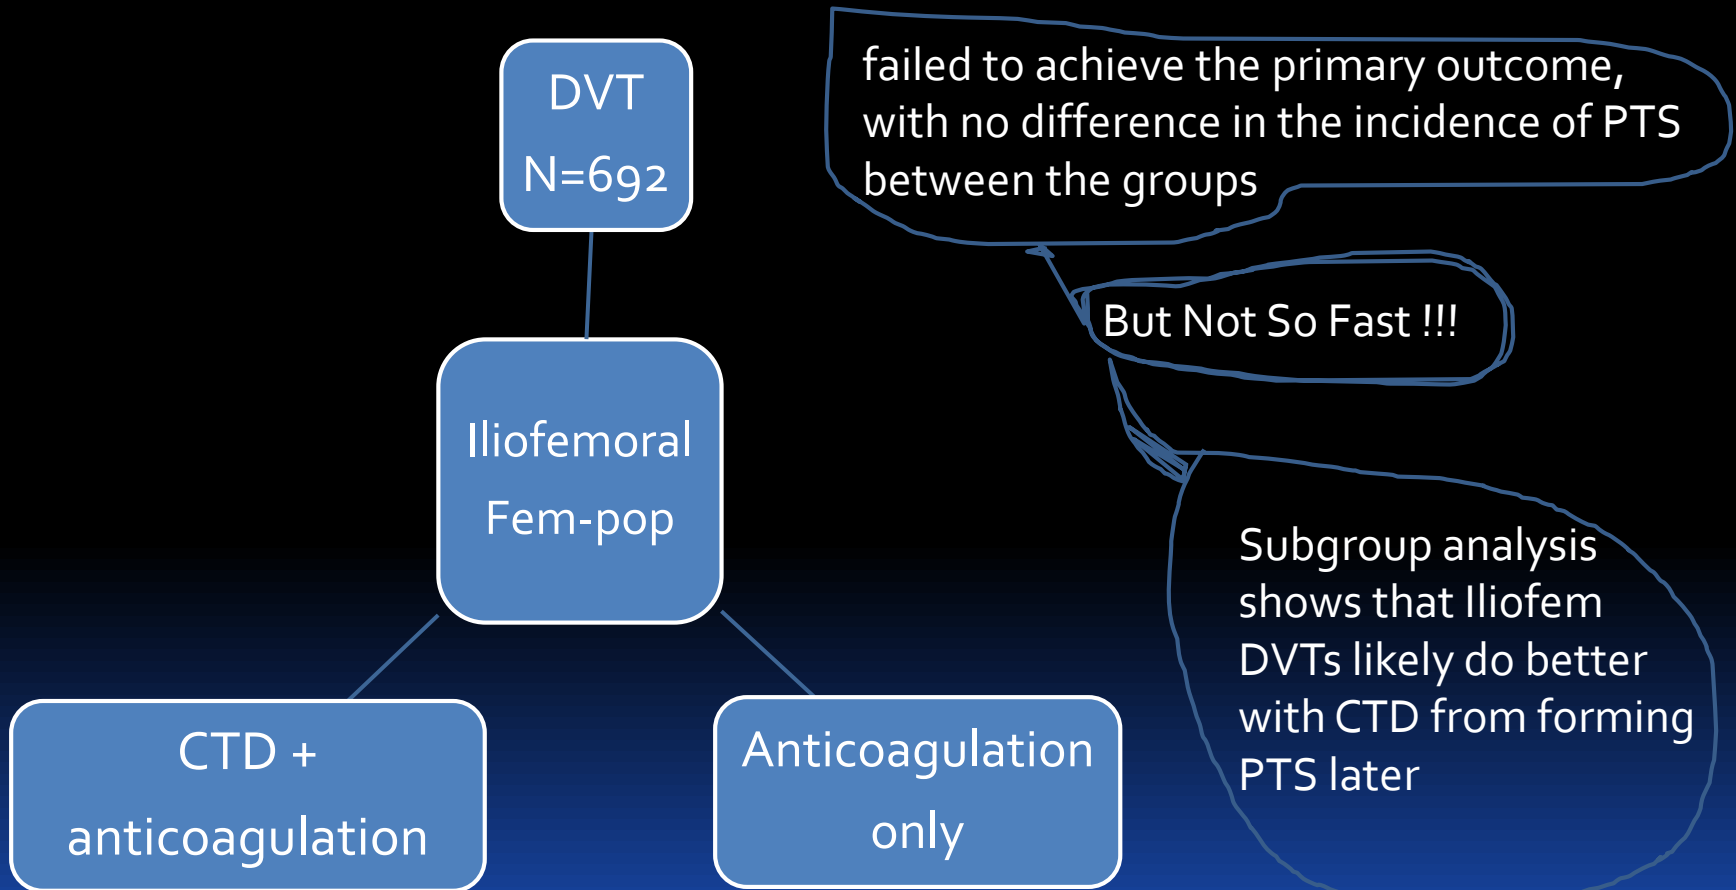 DVT
N=692
failed to achieve the primary outcome,
with no difference in the incidence of PTS
between the groups
But Not So Fast !!!
Iliofemoral
Fem-pop
Subgroup analysis
shows that Iliofem
DVTs likely do better
with CTD from forming
PTS later
CTD +
anticoagulation
Anticoagulation
only